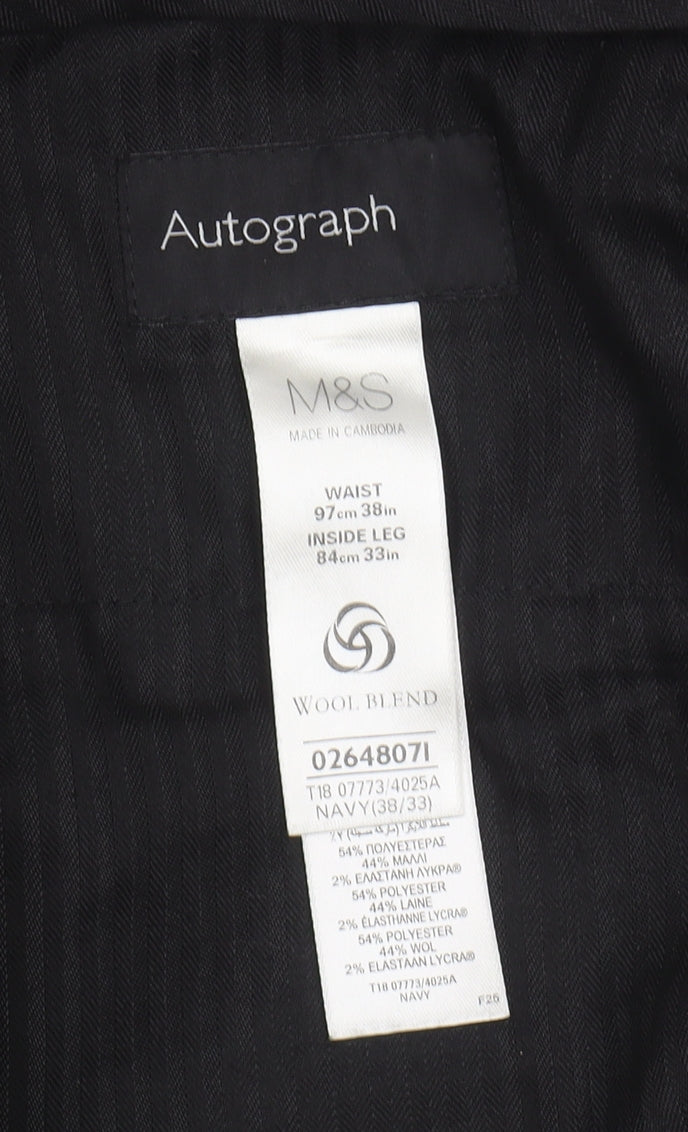 Autograph
M&S
MADE IN CAMBODIA
WAIST
97cm 38in
INSIDE LEG
84cm 33in
WOOL BLEND
02648071
T18 07773/4025A
NAVY(38/33)
54% ΠΟΛΥΕΣΤΕΡΑΣ
44% ΜΑΛΛΙ
2% ΕΛΑΣΤΑΝΗ ΛΥΚΡΑ®
54% POLYESTER
44% LAINE
2% ÉLASTHANNE LYCRA®
54% POLYESTER
44% WOL
2% ELASTAAN LYCRA®
T18 07773/4025A
NAVY
F25